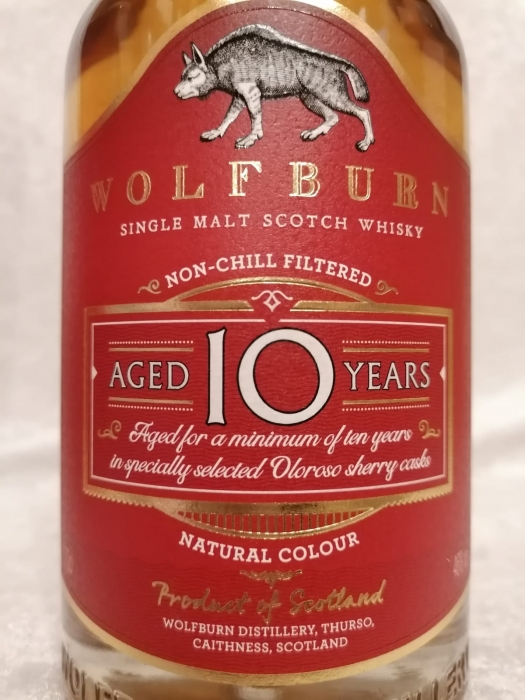 WOLFBURN
SINGLE MALT SCOTCH WHISKY
NON-CHILL FILTERED
AGED 10 YEARS
Aged for a minimum of ten years
in specially selected Oloroso sherry casks
NATURAL COLOUR
Product of Scotland
WOLFBURN DISTILLERY, THURSO,
CAITHNESS, SCOTLAND